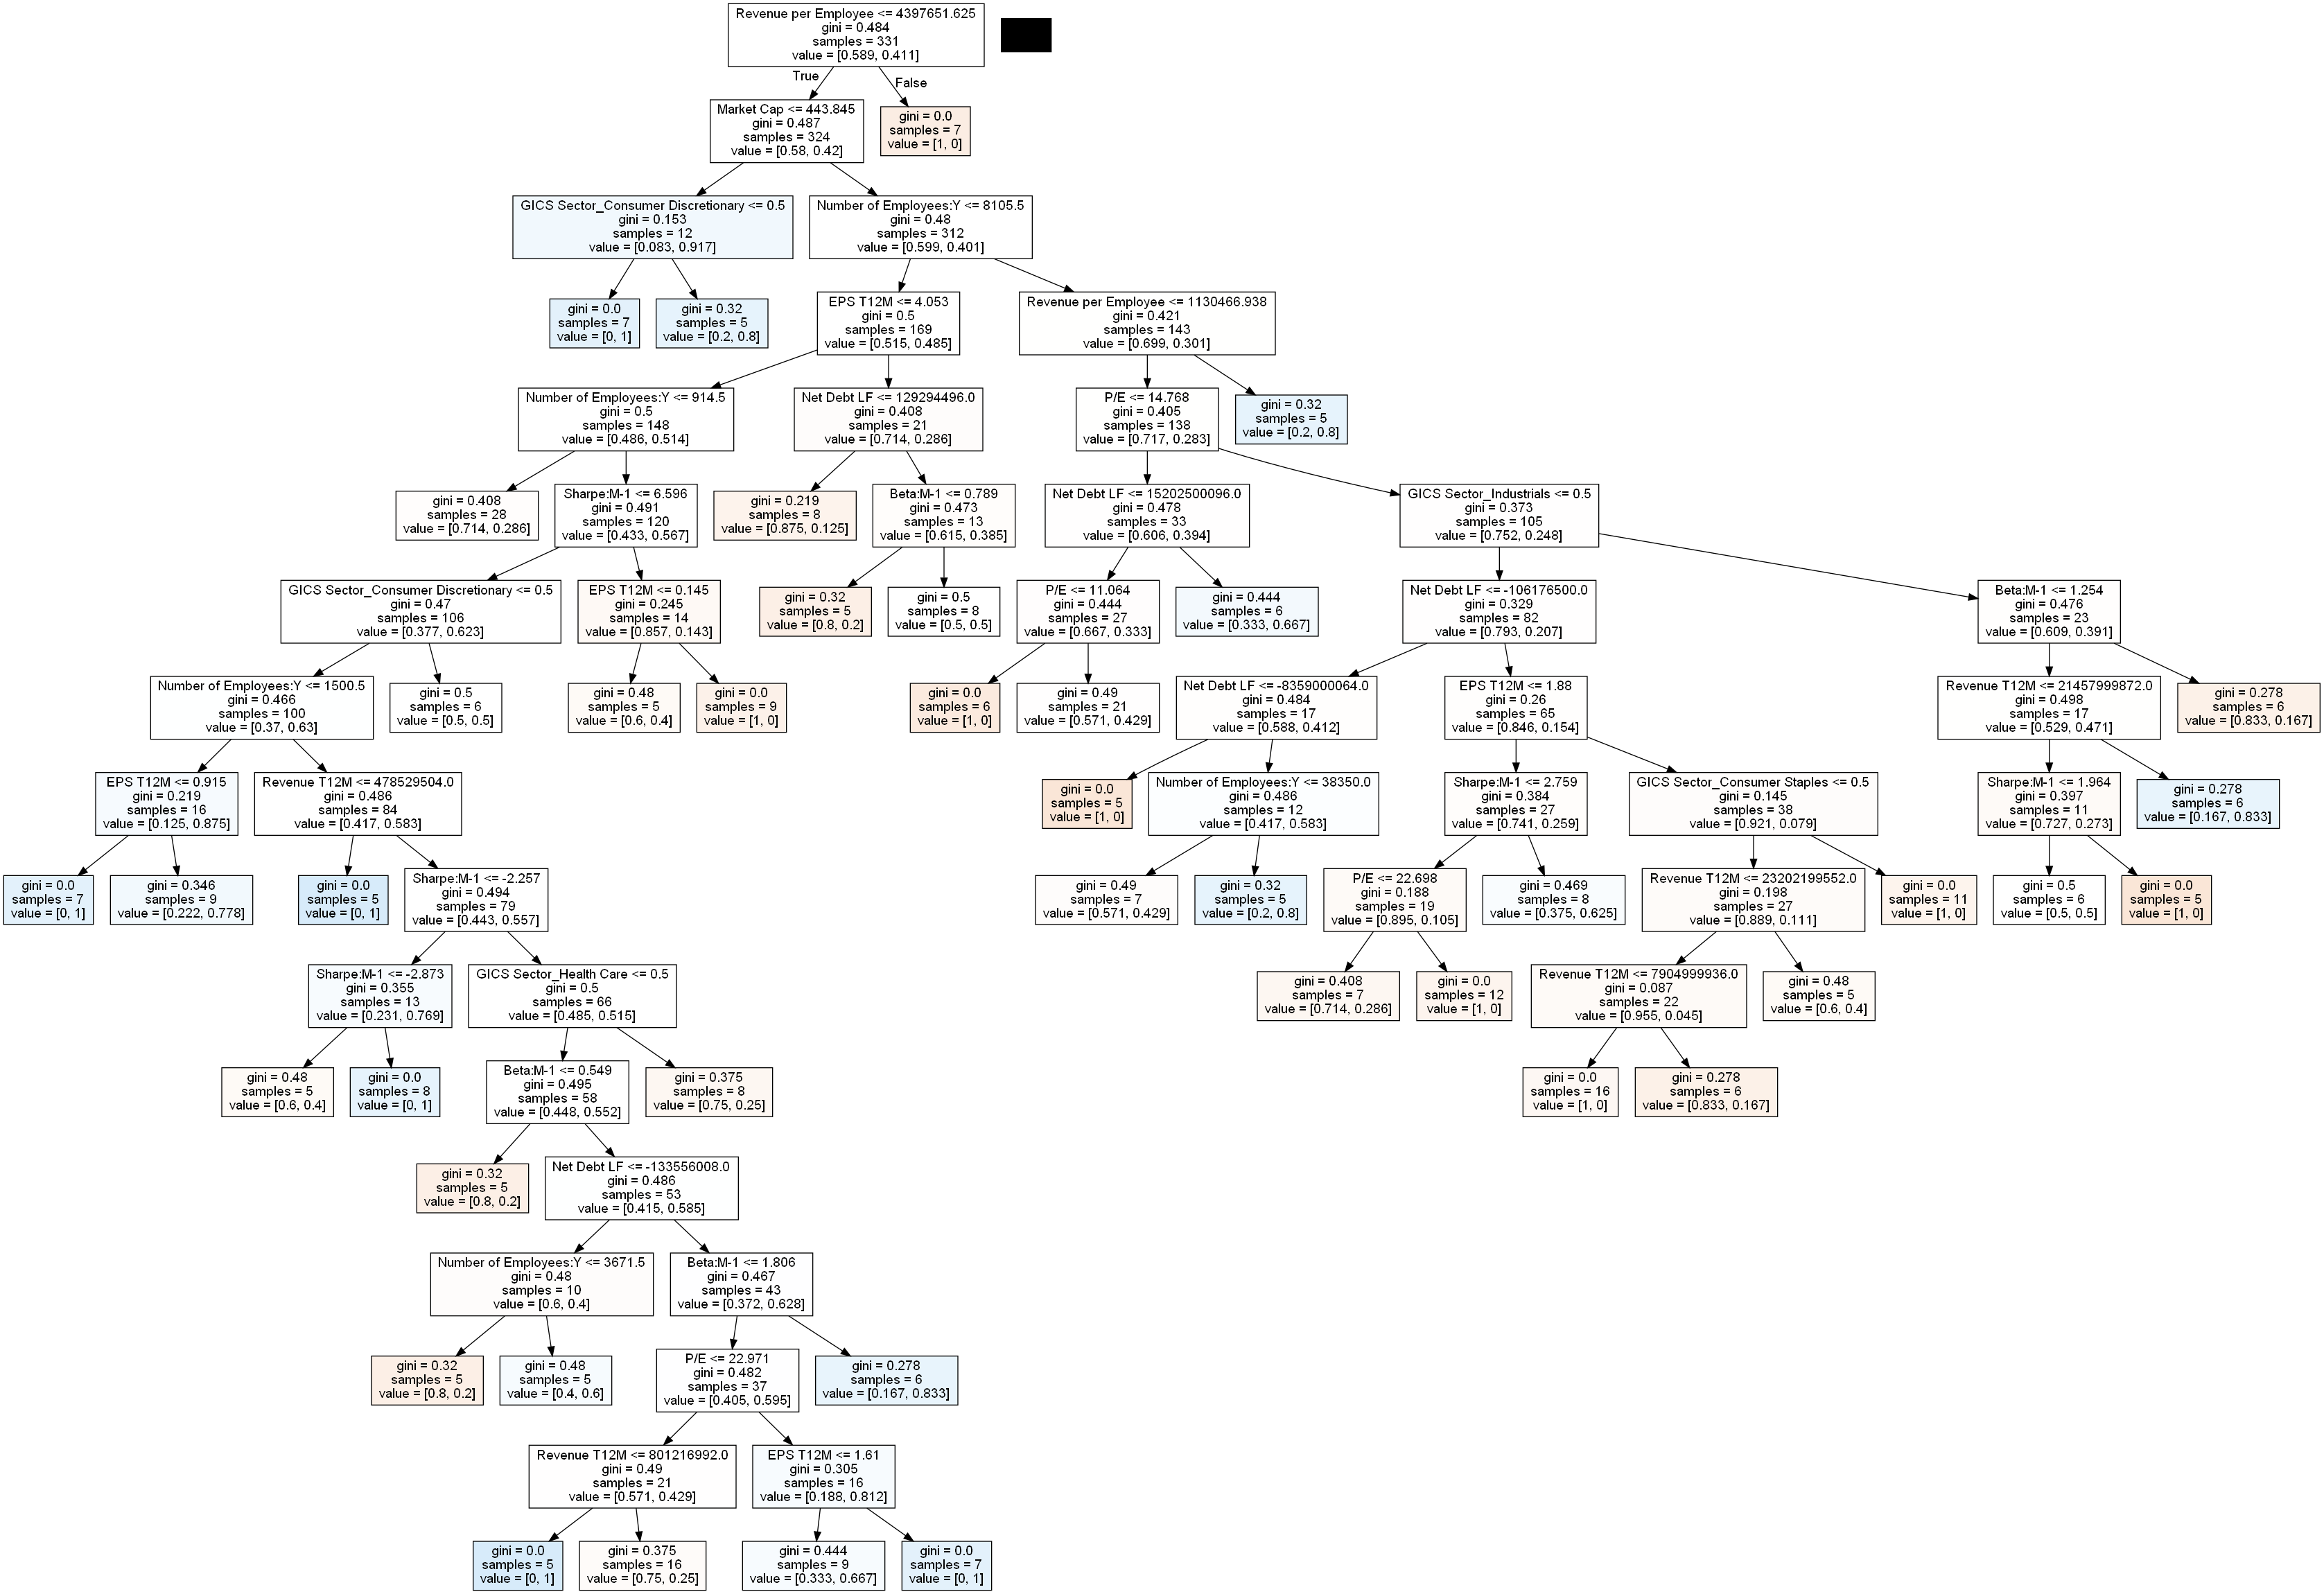 Revenue per Employee <= 4397651.625
gini = 0.484
samples = 331
value = [0.589, 0.411]
True
False
Market Cap <= 443.845
gini = 0.487
samples = 324
value = [0.58, 0.42]
gini = 0.0
samples = 7
value = [1, 0]
GICS Sector_Consumer Discretionary <= 0.5
gini = 0.153
samples = 12
value = [0.083, 0.917]
Number of Employees:Y <= 8105.5
gini = 0.48
samples = 312
value = [0.599, 0.401]
gini = 0.0
samples = 7
value = [0, 1]
gini = 0.32
samples = 5
value = [0.2, 0.8]
EPS T12M <= 4.053
gini = 0.5
samples = 169
value = [0.515, 0.485]
Revenue per Employee <= 1130466.938
gini = 0.421
samples = 143
value = [0.699, 0.301]
Number of Employees:Y <= 914.5
gini = 0.5
samples = 148
value = [0.486, 0.514]
Net Debt LF <= 129294496.0
gini = 0.408
samples = 21
value = [0.714, 0.286]
P/E <= 14.768
gini = 0.405
samples = 138
value = [0.717, 0.283]
gini = 0.32
samples = 5
value = [0.2, 0.8]
gini = 0.408
samples = 28
value = [0.714, 0.286]
Sharpe:M-1 <= 6.596
gini = 0.491
samples = 120
value = [0.433, 0.567]
gini = 0.219
samples = 8
value = [0.875, 0.125]
Beta:M-1 <= 0.789
gini = 0.473
samples = 13
value = [0.615, 0.385]
Net Debt LF <= 15202500096.0
gini = 0.478
samples = 33
value = [0.606, 0.394]
GICS Sector_Industrials <= 0.5
gini = 0.373
samples = 105
value = [0.752, 0.248]
GICS Sector_Consumer Discretionary <= 0.5
gini = 0.47
samples = 106
value = [0.377, 0.623]
EPS T12M <= 0.145
gini = 0.245
samples = 14
value = [0.857, 0.143]
gini = 0.32
samples = 5
value = [0.8, 0.2]
gini = 0.5
samples = 8
value = [0.5, 0.5]
P/E <= 11.064
gini = 0.444
samples = 27
value = [0.667, 0.333]
gini = 0.444
samples = 6
value = [0.333, 0.667]
Net Debt LF <= -106176500.0
gini = 0.329
samples = 82
value = [0.793, 0.207]
Beta:M-1 <= 1.254
gini = 0.476
samples = 23
value = [0.609, 0.391]
Number of Employees:Y <= 1500.5
gini = 0.466
samples = 100
value = [0.37, 0.63]
gini = 0.5
samples = 6
value = [0.5, 0.5]
gini = 0.48
samples = 5
value = [0.6, 0.4]
gini = 0.0
samples = 9
value = [1, 0]
gini = 0.0
samples = 6
value = [1, 0]
gini = 0.49
samples = 21
value = [0.571, 0.429]
Net Debt LF <= -8359000064.0
gini = 0.484
samples = 17
value = [0.588, 0.412]
EPS T12M <= 1.88
gini = 0.26
samples = 65
value = [0.846, 0.154]
Revenue T12M <= 21457999872.0
gini = 0.498
samples = 17
value = [0.529, 0.471]
gini = 0.278
samples = 6
value = [0.833, 0.167]
EPS T12M <= 0.915
gini = 0.219
samples = 16
value = [0.125, 0.875]
Revenue T12M <= 478529504.0
gini = 0.486
samples = 84
value = [0.417, 0.583]
gini = 0.0
samples = 5
value = [1, 0]
Number of Employees:Y <= 38350.0
gini = 0.486
samples = 12
value = [0.417, 0.583]
Sharpe:M-1 <= 2.759
gini = 0.384
samples = 27
value = [0.741, 0.259]
GICS Sector_Consumer Staples <= 0.5
gini = 0.145
samples = 38
value = [0.921, 0.079]
Sharpe:M-1 <= 1.964
gini = 0.397
samples = 11
value = [0.727, 0.273]
gini = 0.278
samples = 6
value = [0.167, 0.833]
gini = 0.0
samples = 7
value = [0, 1]
gini = 0.346
samples = 9
value = [0.222, 0.778]
gini = 0.0
samples = 5
value = [0, 1]
Sharpe:M-1 <= -2.257
gini = 0.494
samples = 79
value = [0.443, 0.557]
gini = 0.49
samples = 7
value = [0.571, 0.429]
gini = 0.32
samples = 5
value = [0.2, 0.8]
P/E <= 22.698
gini = 0.188
samples = 19
value = [0.895, 0.105]
gini = 0.469
samples = 8
value = [0.375, 0.625]
Revenue T12M <= 23202199552.0
gini = 0.198
samples = 27
value = [0.889, 0.111]
gini = 0.0
samples = 11
value = [1, 0]
gini = 0.5
samples = 6
value = [0.5, 0.5]
gini = 0.0
samples = 5
value = [1, 0]
Sharpe:M-1 <= -2.873
gini = 0.355
samples = 13
value = [0.231, 0.769]
GICS Sector_Health Care <= 0.5
gini = 0.5
samples = 66
value = [0.485, 0.515]
gini = 0.408
samples = 7
value = [0.714, 0.286]
gini = 0.0
samples = 12
value = [1, 0]
Revenue T12M <= 7904999936.0
gini = 0.087
samples = 22
value = [0.955, 0.045]
gini = 0.48
samples = 5
value = [0.6, 0.4]
gini = 0.48
samples = 5
value = [0.6, 0.4]
gini = 0.0
samples = 8
value = [0, 1]
Beta:M-1 <= 0.549
gini = 0.495
samples = 58
value = [0.448, 0.552]
gini = 0.375
samples = 8
value = [0.75, 0.25]
gini = 0.0
samples = 16
value = [1, 0]
gini = 0.278
samples = 6
value = [0.833, 0.167]
gini = 0.32
samples = 5
value = [0.8, 0.2]
Net Debt LF <= -133556008.0
gini = 0.486
samples = 53
value = [0.415, 0.585]
Number of Employees:Y <= 3671.5
gini = 0.48
samples = 10
value = [0.6, 0.4]
Beta:M-1 <= 1.806
gini = 0.467
samples = 43
value = [0.372, 0.628]
gini = 0.32
samples = 5
value = [0.8, 0.2]
gini = 0.48
samples = 5
value = [0.4, 0.6]
P/E <= 22.971
gini = 0.482
samples = 37
value = [0.405, 0.595]
gini = 0.278
samples = 6
value = [0.167, 0.833]
Revenue T12M <= 801216992.0
gini = 0.49
samples = 21
value = [0.571, 0.429]
EPS T12M <= 1.61
gini = 0.305
samples = 16
value = [0.188, 0.812]
gini = 0.0
samples = 5
value = [0, 1]
gini = 0.375
samples = 16
value = [0.75, 0.25]
gini = 0.444
samples = 9
value = [0.333, 0.667]
gini = 0.0
samples = 7
value = [0, 1]